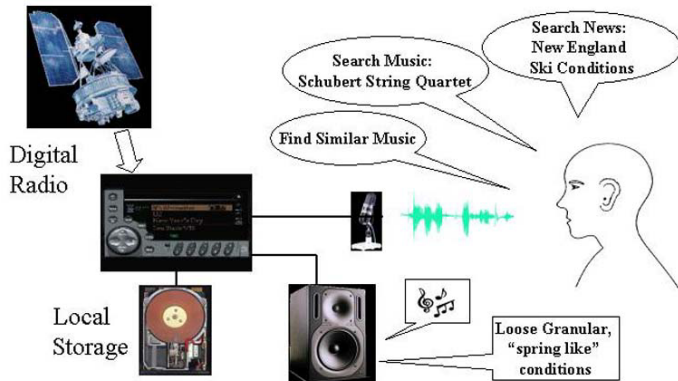 Search News:
New England
Ski Conditions
Search Music:
Schubert String Quartet
Find Similar Music
Digital
Radio
Local
Storage
Loose Granular,
“spring like”
conditions